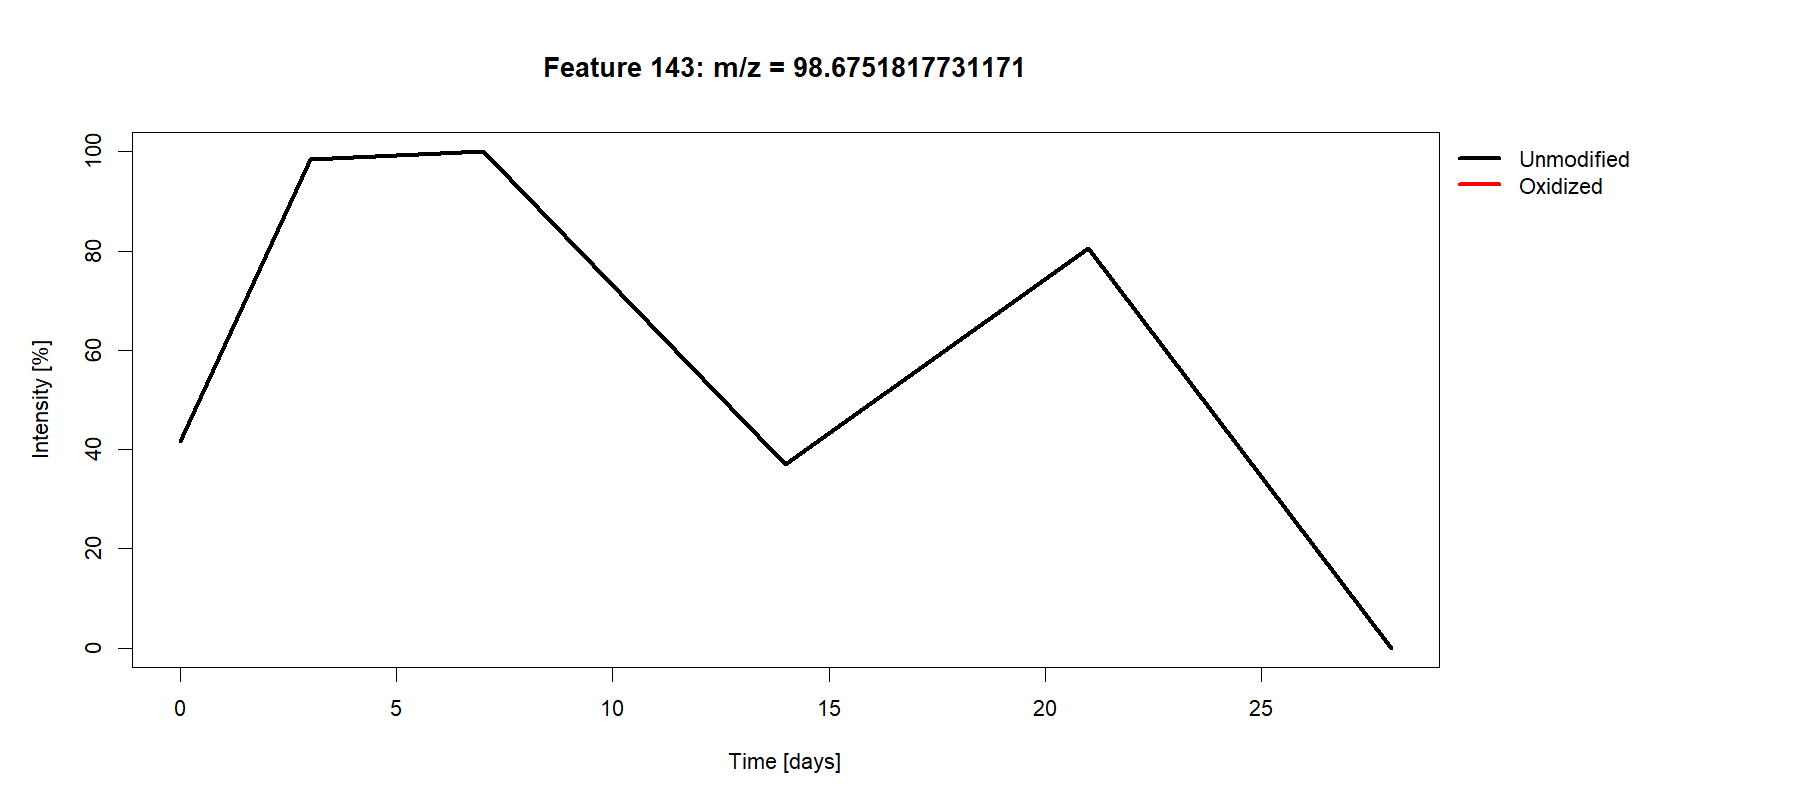 Feature 143: m/z = 98.6751817731171
100
80
60
40
20
0
Intensity [%]
Unmodified
Oxidized
0 5 10 15 20 25
Time [days]